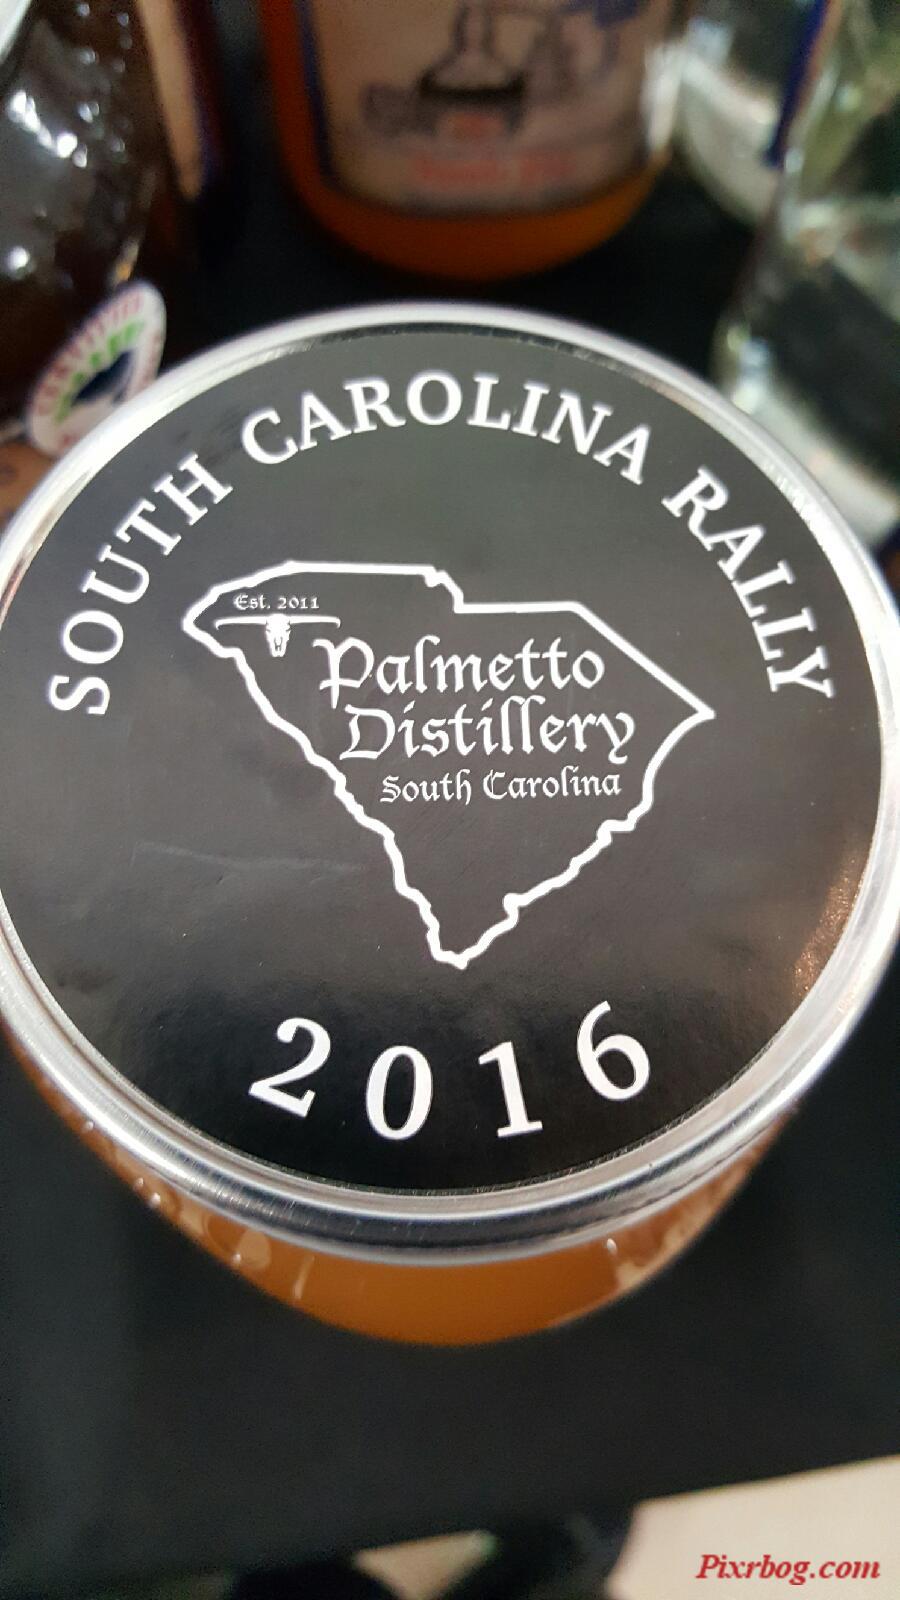 SOUTH CAROLINA RALLY
Est. 2011
Palmetto
Distillery
South Carolina
2016
Pixrbog.com